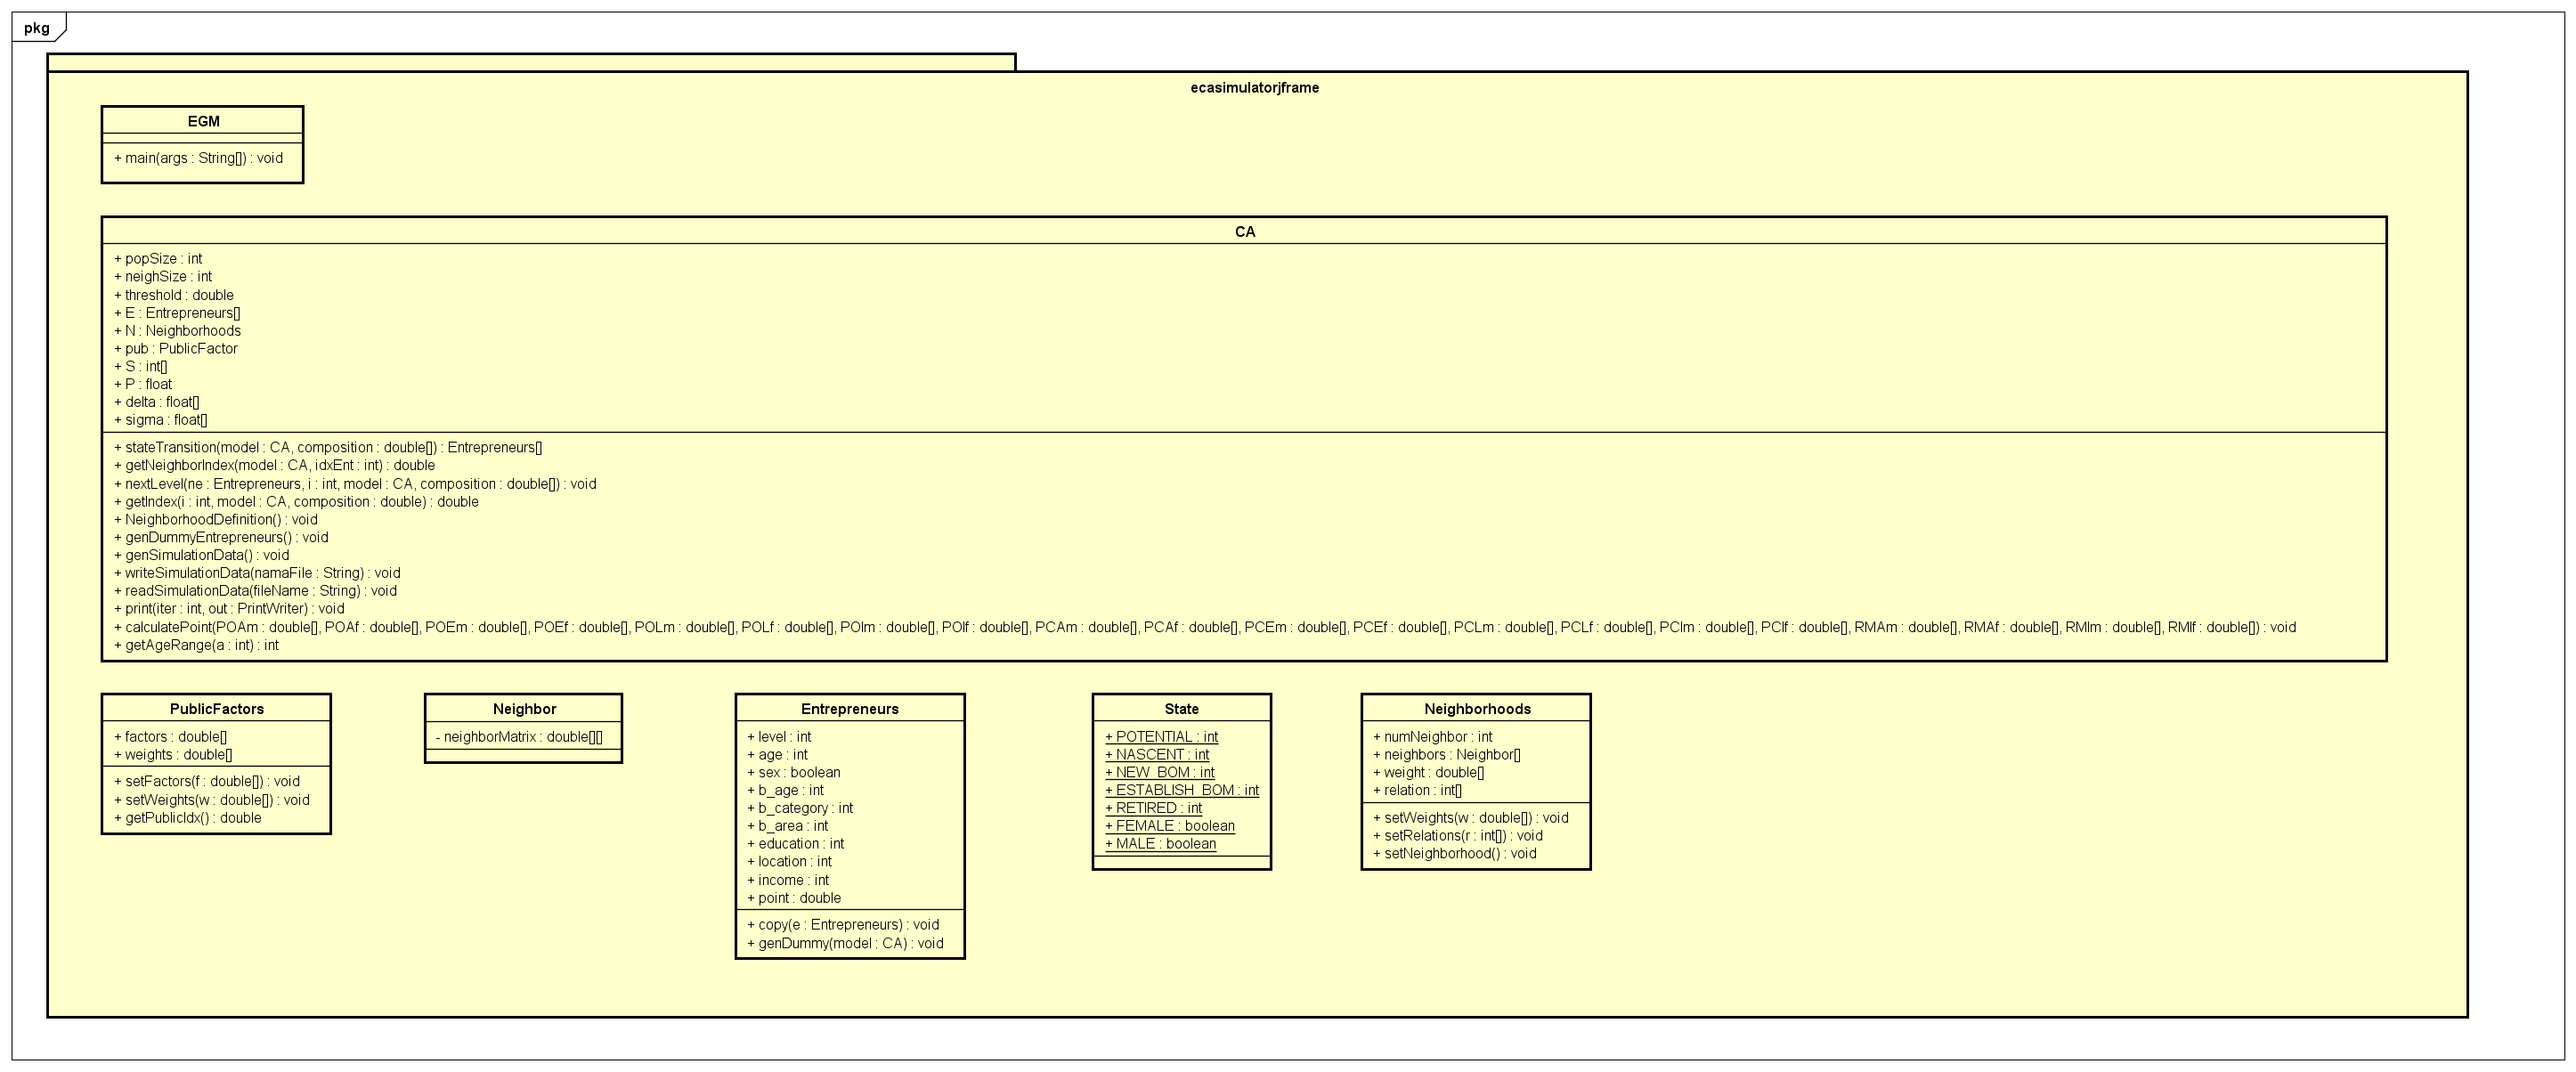 pkg
ecasimulatorjframe
EGM
+ main(args : String[]) : void
CA
+ popSize : int
+ neighSize : int
+ threshold : double
+ E : Entrepreneurs[]
+ N : Neighborhoods
+ pub : PublicFactor
+ S : int[]
+ P : float
+ delta : float[]
+ sigma : float[]
+ stateTransition(model : CA, composition : double[]) : Entrepreneurs[]
+ getNeighborIndex(model : CA, idxEnt : int) : double
+ nextLevel(ne : Entrepreneurs, i : int, model : CA, composition : double[]) : void
+ getIndex(i : int, model : CA, composition : double) : double
+ NeighborhoodDefinition() : void
+ genDummyEntrepreneurs() : void
+ genSimulationData() : void
+ writeSimulationData(namaFile : String) : void
+ readSimulationData(fileName : String) : void
+ print(iter : int, out : PrintWriter) : void
+ calculatePoint(POAm : double[], POAf : double[], POEm : double[], POEf : double[], POLm : double[], POLf : double[], POIm : double[], POIf : double[], PCAm : double[], PCAf : double[], PCEm : double[], PCEf : double[], PCLm : double[], PCLf : double[], PCIm : double[], PCIf : double[], RMAm : double[], RMAf : double[], RMIm : double[], RMIf : double[]) : void
+ getAgeRange(a : int) : int
PublicFactors
+ factors : double[]
+ weights : double[]
+ setFactors(f : double[]) : void
+ setWeights(w : double[]) : void
+ getPublicIdx() : double
Neighbor
- neighborMatrix : double[][]
Entrepreneurs
+ level : int
+ age : int
+ sex : boolean
+ b_age : int
+ b_category : int
+ b_area : int
+ education : int
+ location : int
+ income : int
+ point : double
+ copy(e : Entrepreneurs) : void
+ genDummy(model : CA) : void
State
+ POTENTIAL : int
+ NASCENT : int
+ NEW_BOM : int
+ ESTABLISH_BOM : int
+ RETIRED : int
+ FEMALE : boolean
+ MALE : boolean
Neighborhoods
+ numNeighbor : int
+ neighbors : Neighbor[]
+ weight : double[]
+ relation : int[]
+ setWeights(w : double[]) : void
+ setRelations(r : int[]) : void
+ setNeighborhood() : void